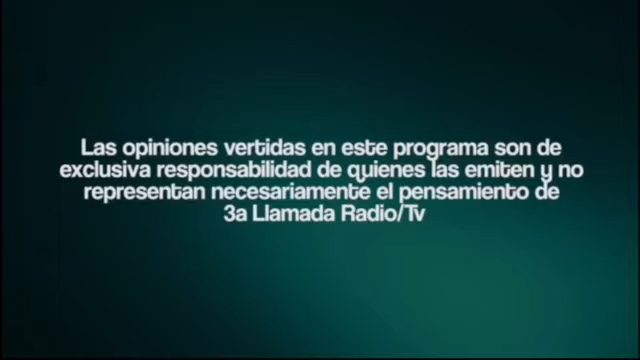 Las opiniones vertidas en este programa son de
exclusiva responsabilidad de quienes las emiten y no
representan necesariamente el pensamiento de
3a Llamada Radio/Tv